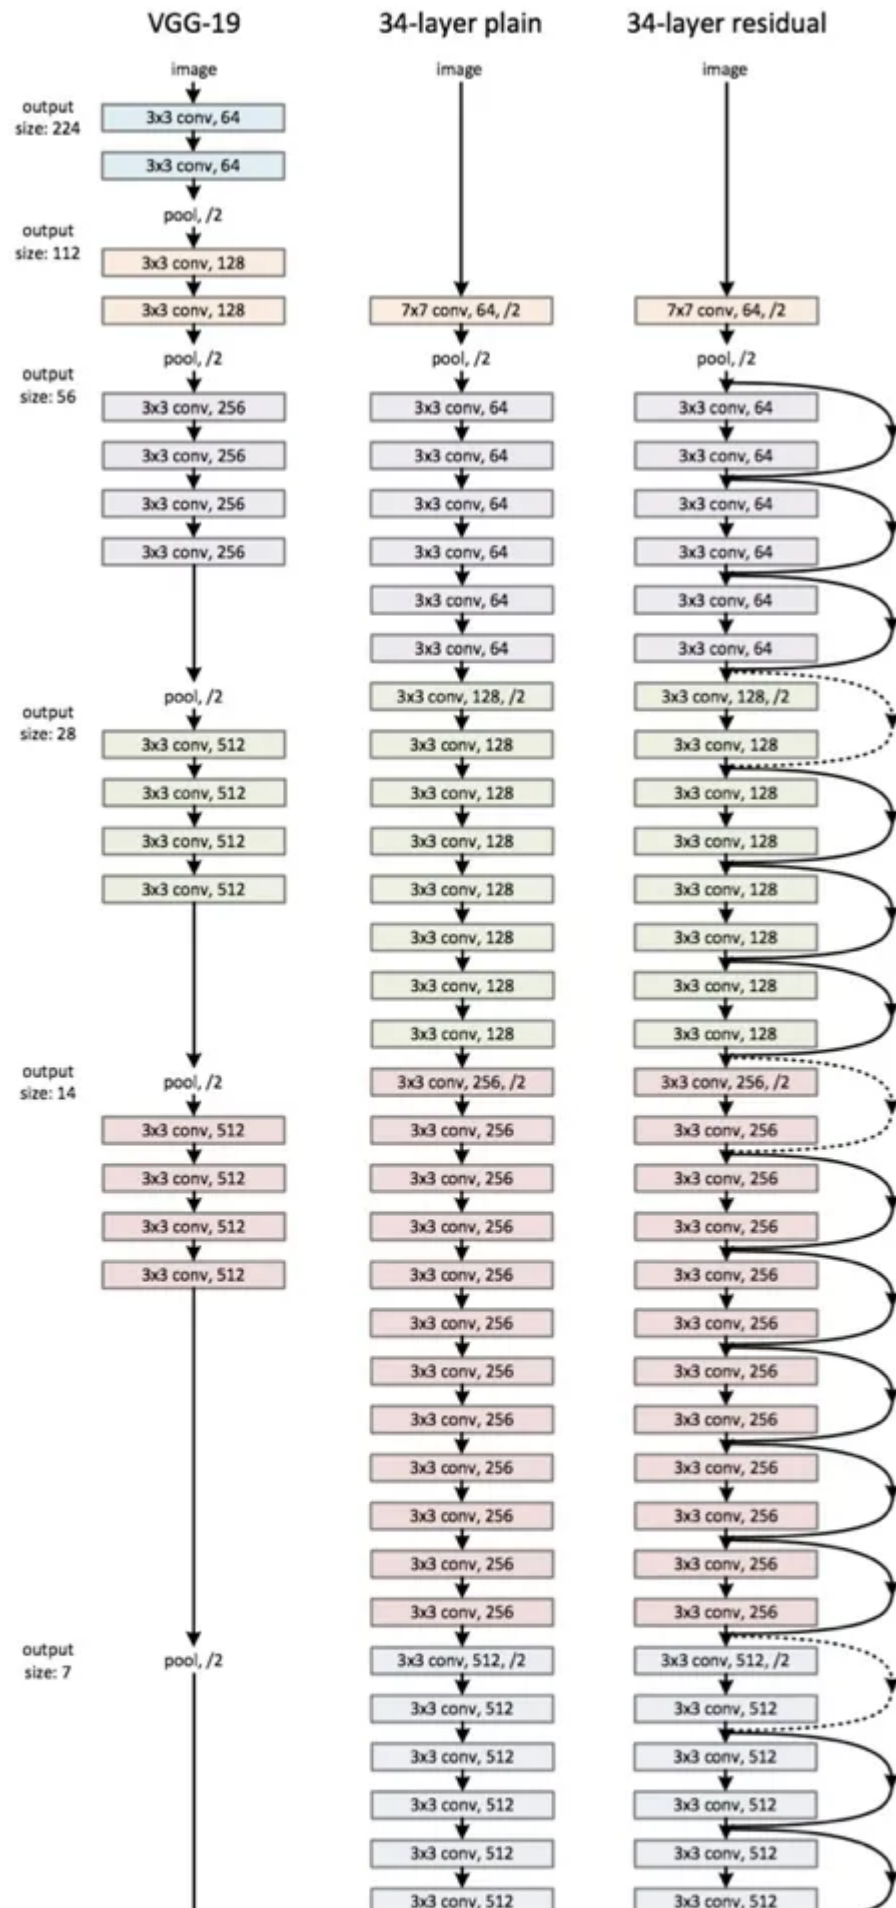 VGG-19
image
output
size: 224
3x3 conv, 64
3x3 conv, 64
pool, /2
output
size: 112
3x3 conv, 128
3x3 conv, 128
pool, /2
output
size: 56
3x3 conv, 256
3x3 conv, 256
3x3 conv, 256
3x3 conv, 256
pool, /2
output
size: 28
3x3 conv, 512
3x3 conv, 512
3x3 conv, 512
3x3 conv, 512
output
size: 14
pool, /2
3x3 conv, 512
3x3 conv, 512
3x3 conv, 512
3x3 conv, 512
output
size: 7
pool, /2
34-layer plain
image
7x7 conv, 64, /2
pool, /2
3x3 conv, 64
3x3 conv, 64
3x3 conv, 64
3x3 conv, 64
3x3 conv, 64
3x3 conv, 64
3x3 conv, 128, /2
3x3 conv, 128
3x3 conv, 128
3x3 conv, 128
3x3 conv, 128
3x3 conv, 128
3x3 conv, 128
3x3 conv, 128
3x3 conv, 256, /2
3x3 conv, 256
3x3 conv, 256
3x3 conv, 256
3x3 conv, 256
3x3 conv, 256
3x3 conv, 256
3x3 conv, 256
3x3 conv, 256
3x3 conv, 256
3x3 conv, 256
3x3 conv, 256
3x3 conv, 512, /2
3x3 conv, 512
3x3 conv, 512
3x3 conv, 512
3x3 conv, 512
3x3 conv, 512
34-layer residual
image
7x7 conv, 64, /2
pool, /2
3x3 conv, 64
3x3 conv, 64
3x3 conv, 64
3x3 conv, 64
3x3 conv, 64
3x3 conv, 64
3x3 conv, 128, /2
3x3 conv, 128
3x3 conv, 128
3x3 conv, 128
3x3 conv, 128
3x3 conv, 128
3x3 conv, 128
3x3 conv, 128
3x3 conv, 256, /2
3x3 conv, 256
3x3 conv, 256
3x3 conv, 256
3x3 conv, 256
3x3 conv, 256
3x3 conv, 256
3x3 conv, 256
3x3 conv, 256
3x3 conv, 256
3x3 conv, 256
3x3 conv, 256
3x3 conv, 512, /2
3x3 conv, 512
3x3 conv, 512
3x3 conv, 512
3x3 conv, 512
3x3 conv, 512